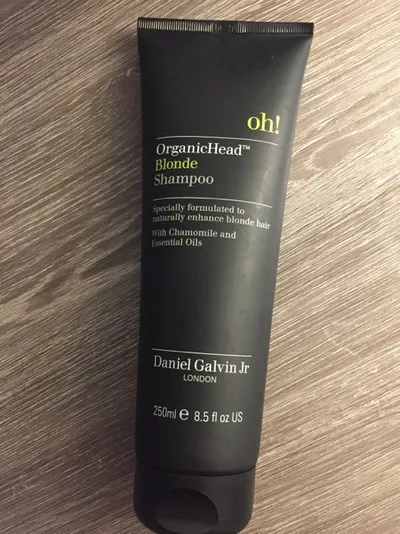 oh!
OrganicHead™
Blonde
Shampoo
Specially formulated to
naturally enhance blonde hair
With Chamomile and
Essential Oils
Daniel Galvin Jr
LONDON
250ml e 8.5 fl oz US